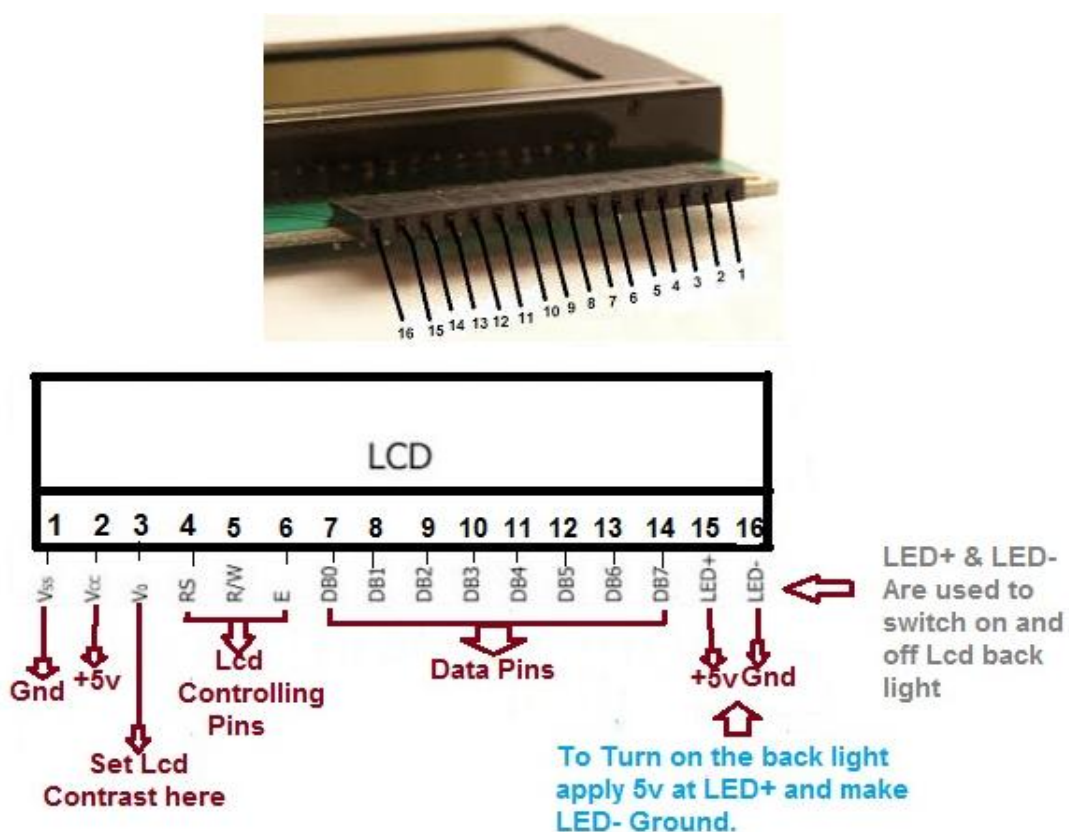 16 15 14 13 12 11 10 9 8 7 6 5 4 3 2 1
LCD
1 2 3 4 5 6 7 8 9 10 11 12 13 14 15 16
Vss Vcc V₀ RS R/W E DB0 DB1 DB2 DB3 DB4 DB5 DB6 DB7 LED+ LED-
Gnd
+5v
Set Lcd
Contrast here
Lcd
Controlling
Pins
Data Pins
+5v Gnd
LED+ & LED-
Are used to
switch on and
off Lcd back
light
To Turn on the back light
apply 5v at LED+ and make
LED- Ground.